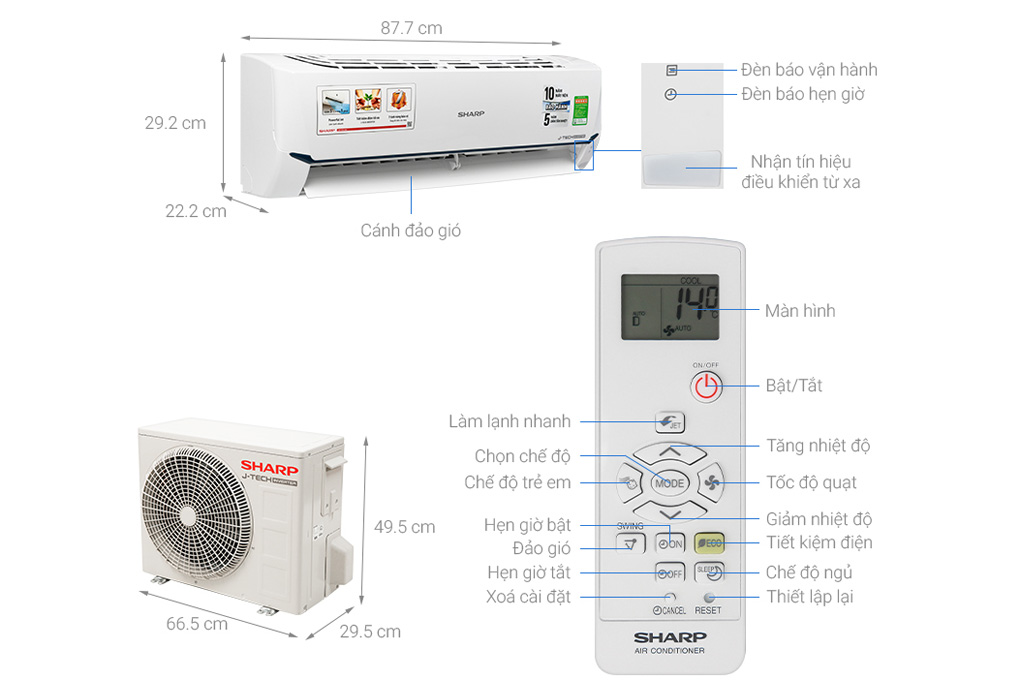 87.7 cm
29.2 cm
22.2 cm
SHARP
10
5
J-TECH
Cánh đảo gió
Đèn báo vận hành
Đèn báo hẹn giờ
Nhận tín hiệu
điều khiển từ xa
COOL
14.0
°C
AUTO
AUTO
Màn hình
ON/OFF
Bật/Tắt
Làm lạnh nhanh
JET
Tăng nhiệt độ
Chọn chế độ
MODE
Chế độ trẻ em
Tốc độ quạt
Giảm nhiệt độ
SWING
Hẹn giờ bật
ON
ECO
Tiết kiệm điện
Đảo gió
Hẹn giờ tắt
OFF
SLEEP
Chế độ ngủ
Xoá cài đặt
Thiết lập lại
CANCEL
RESET
SHARP
AIR CONDITIONER
SHARP
J-TECH INVERTER
49.5 cm
66.5 cm
29.5 cm